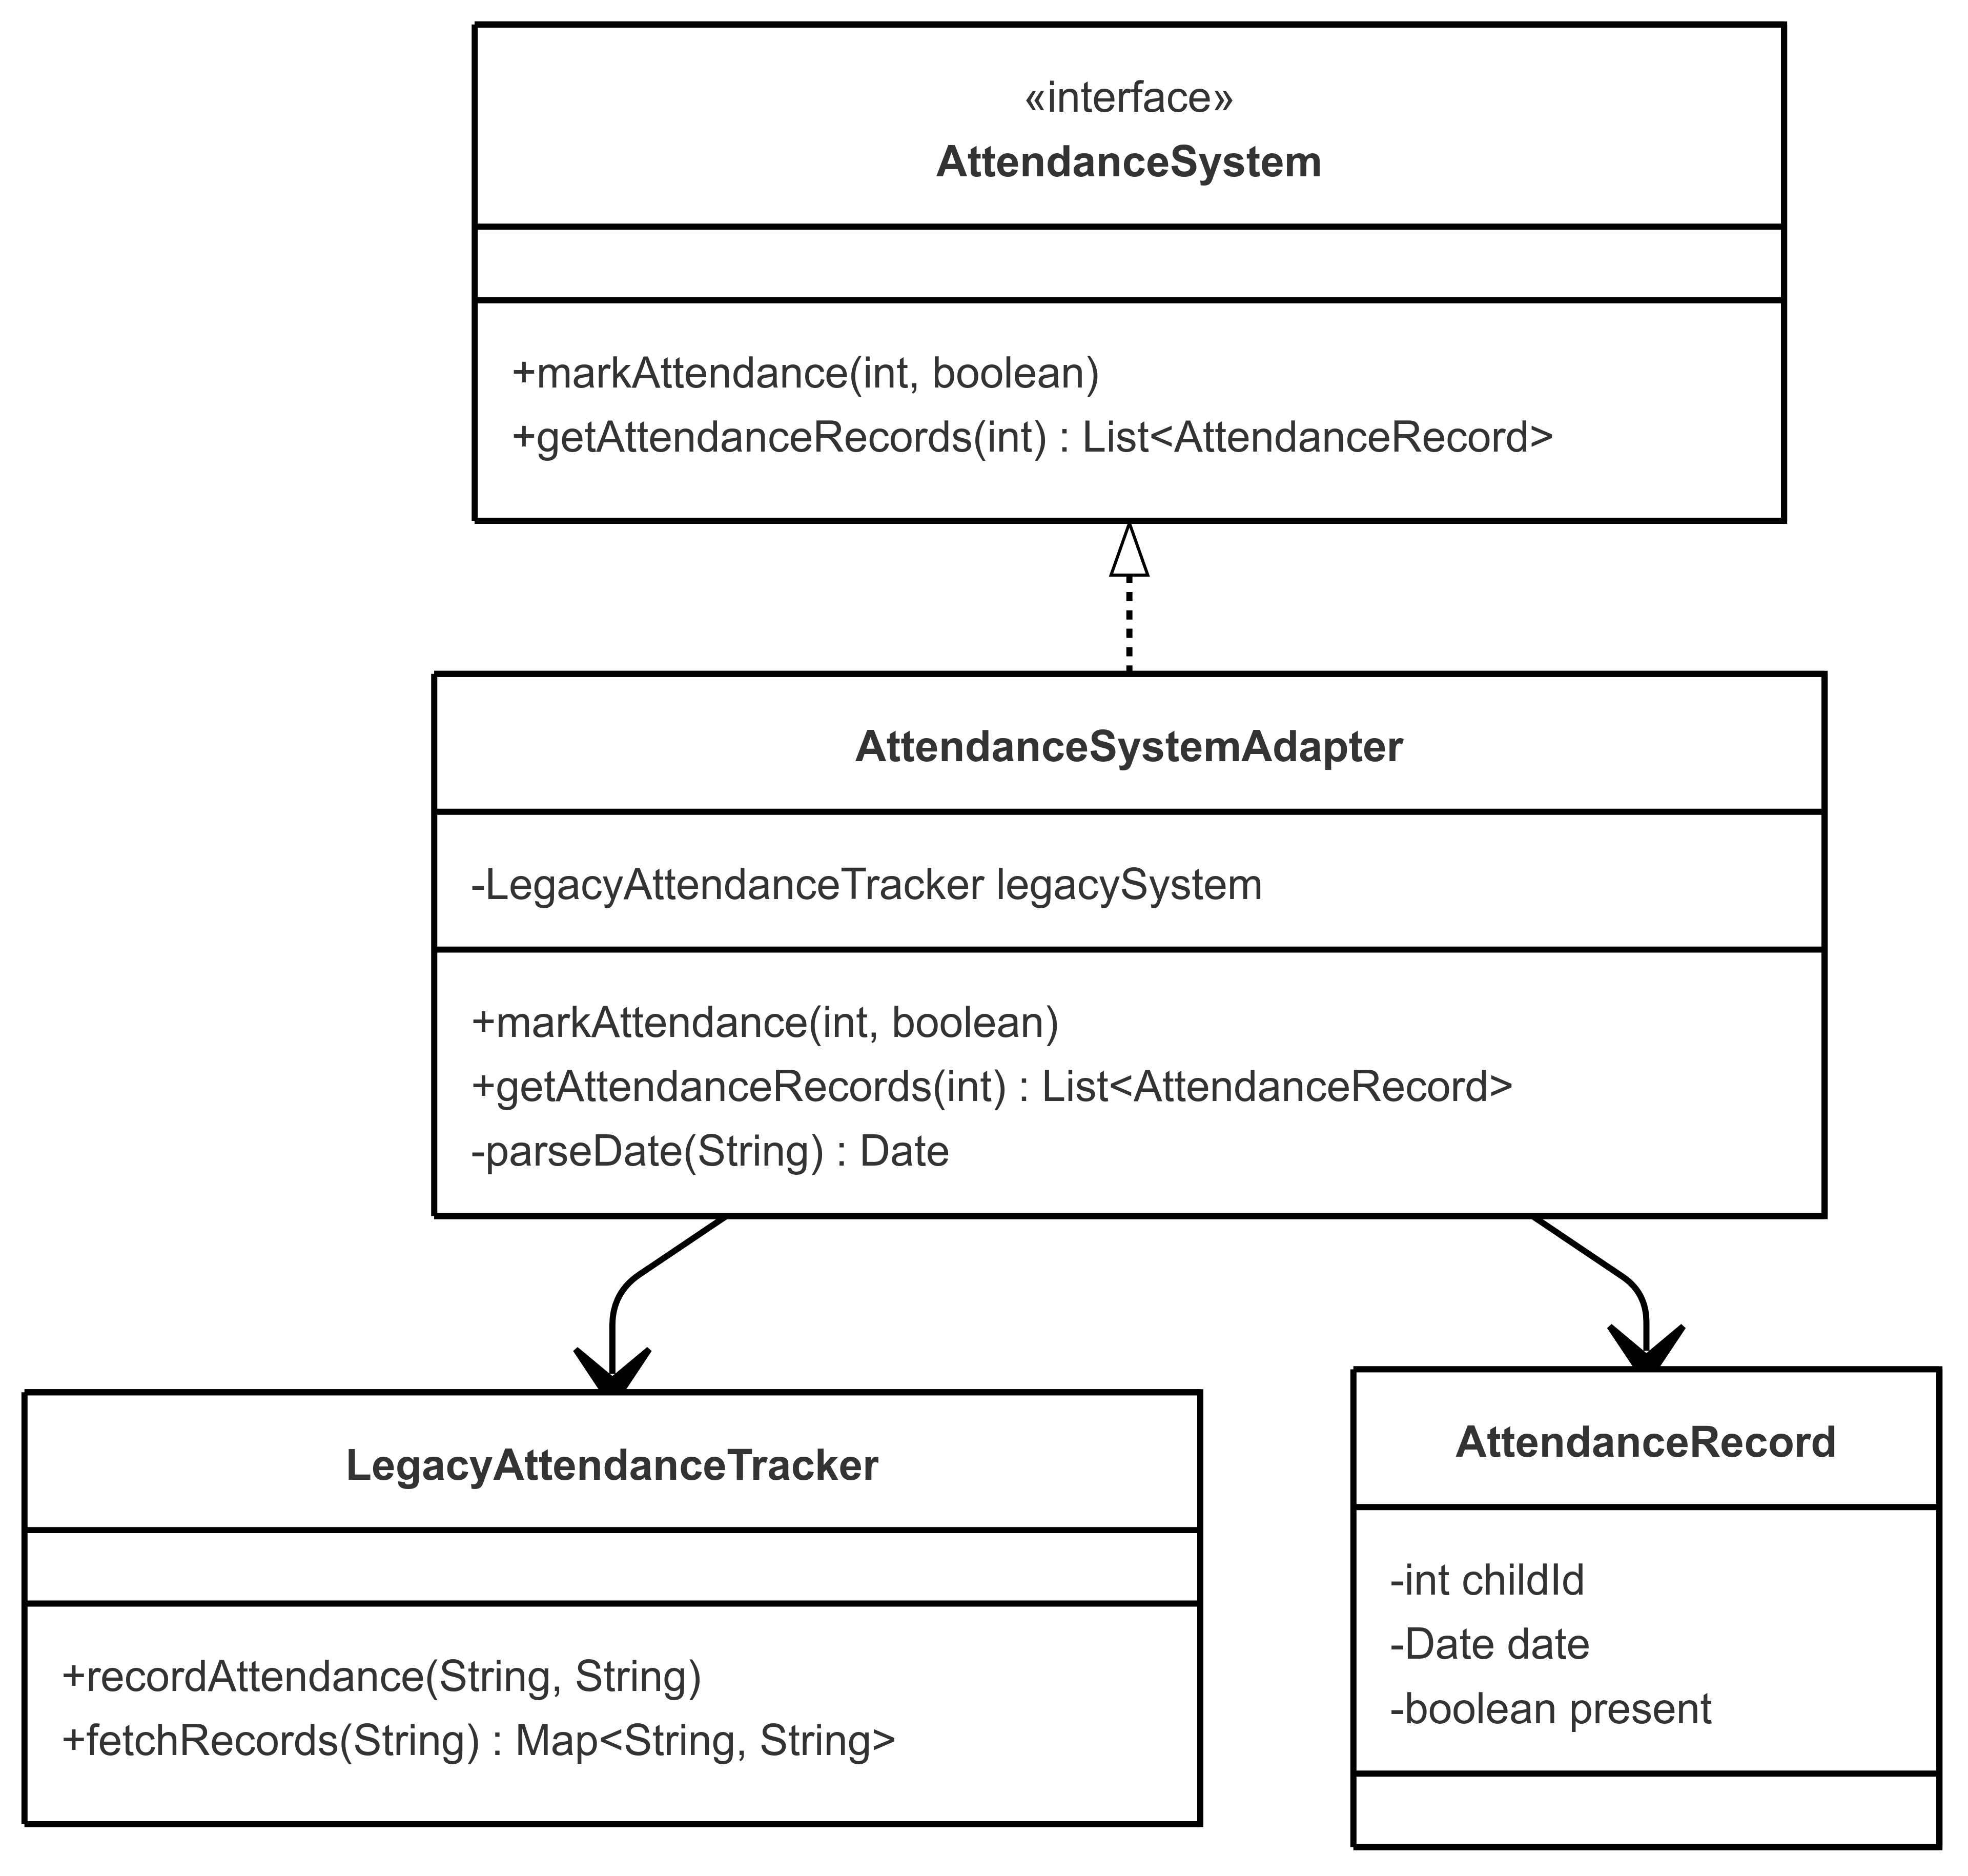 «interface»
AttendanceSystem
+markAttendance(int, boolean)
+getAttendanceRecords(int) : List<AttendanceRecord>
AttendanceSystemAdapter
-LegacyAttendanceTracker legacySystem
+markAttendance(int, boolean)
+getAttendanceRecords(int) : List<AttendanceRecord>
-parseDate(String) : Date
LegacyAttendanceTracker
+recordAttendance(String, String)
+fetchRecords(String) : Map<String, String>
AttendanceRecord
-int childId
-Date date
-boolean present